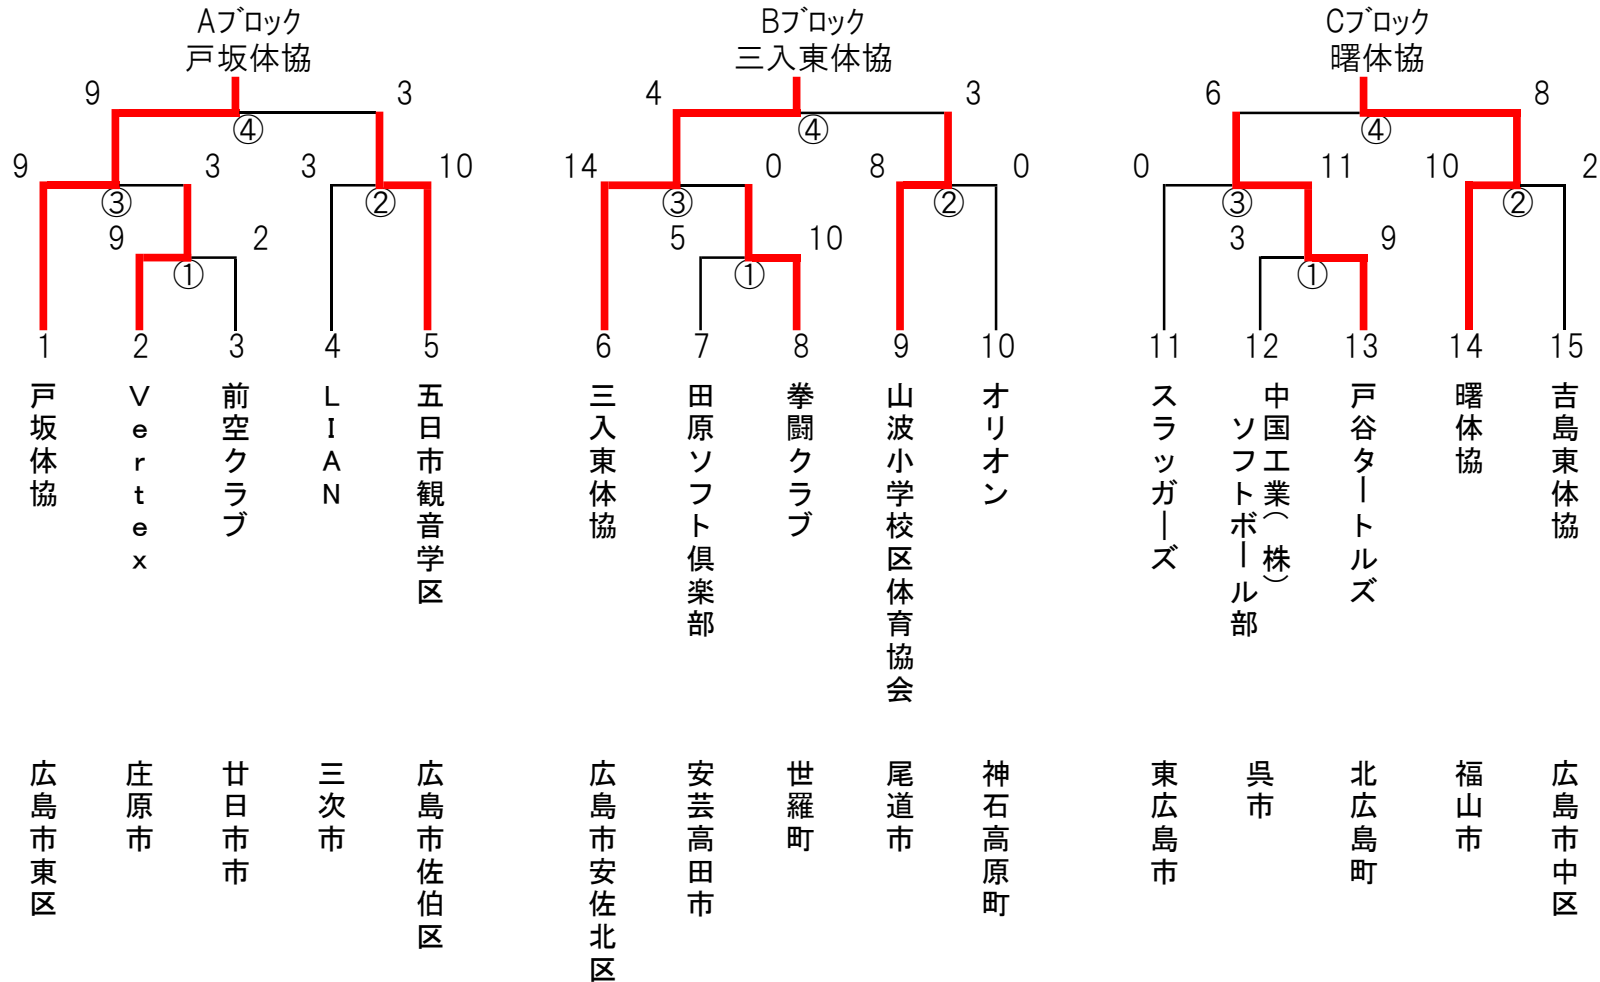 Aブロック
戸坂体協
Bブロック
三入東体協
Cブロック
曙体協
9
3
4
3
6
8
④
④
④
9
3
3
10
14
0
8
0
0
11
10
2
③
②
③
②
③
②
9
2
5
10
3
9
①
①
①
1
2
3
4
5
6
7
8
9
10
11
12
13
14
15
戸坂体協
Vertex
前空クラブ
LIAN
五日市観音学区
三入東体協
田原ソフト倶楽部
拳闘クラブ
山波小学校区体育協会
オリオン
スラッガーズ
中国工業(株)
ソフトボール部
戸谷タートルズ
曙体協
吉島東体協
広島市東区
庄原市
廿日市市
三次市
広島市佐伯区
広島市安佐北区
安芸高田市
世羅町
尾道市
神石高原町
東広島市
呉市
北広島町
福山市
広島市中区